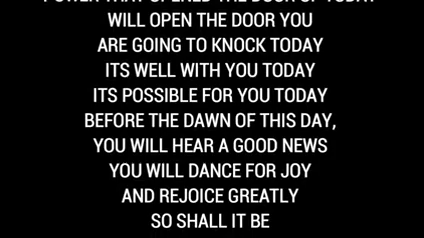 POWER THAT OPENED THE DOOR OF TODAY
WILL OPEN THE DOOR YOU
ARE GOING TO KNOCK TODAY
ITS WELL WITH YOU TODAY
ITS POSSIBLE FOR YOU TODAY
BEFORE THE DAWN OF THIS DAY,
YOU WILL HEAR A GOOD NEWS
YOU WILL DANCE FOR JOY
AND REJOICE GREATLY
SO SHALL IT BE